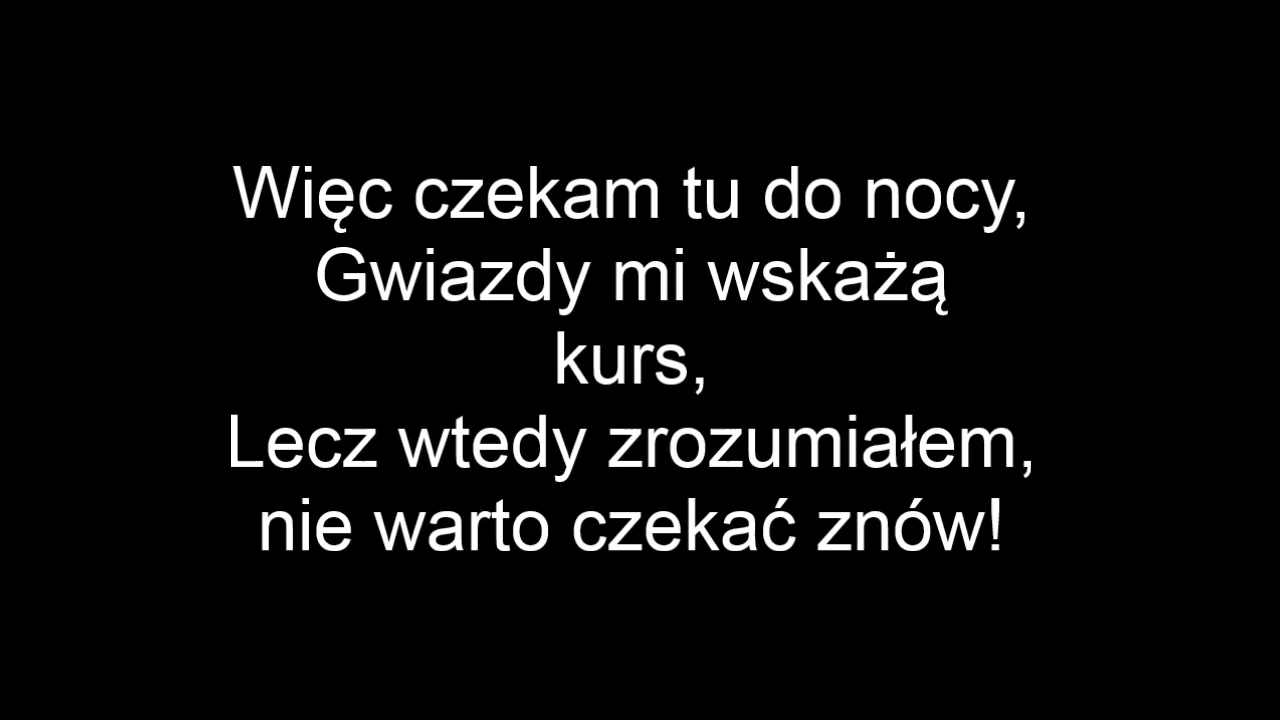 Więc czekam tu do nocy,
Gwiazdy mi wskażą
kurs,
Lecz wtedy zrozumiałem,
nie warto czekać znów!